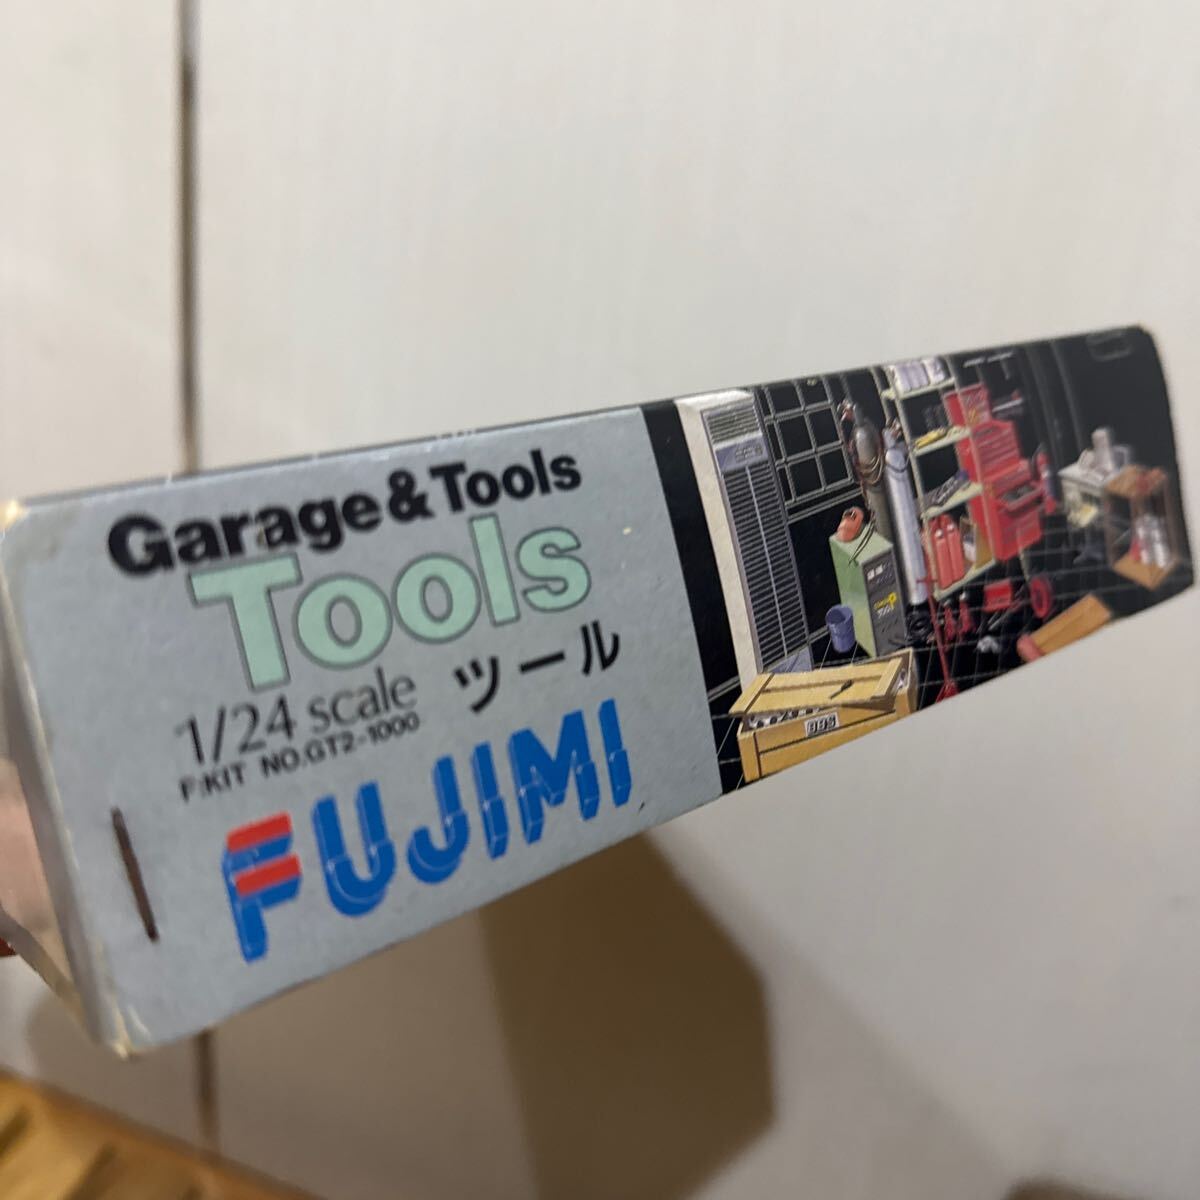 Garage & Tools
Tools
1/24 scale ツール
F:KIT NO.GT2-1000
FUJIMI
BBS